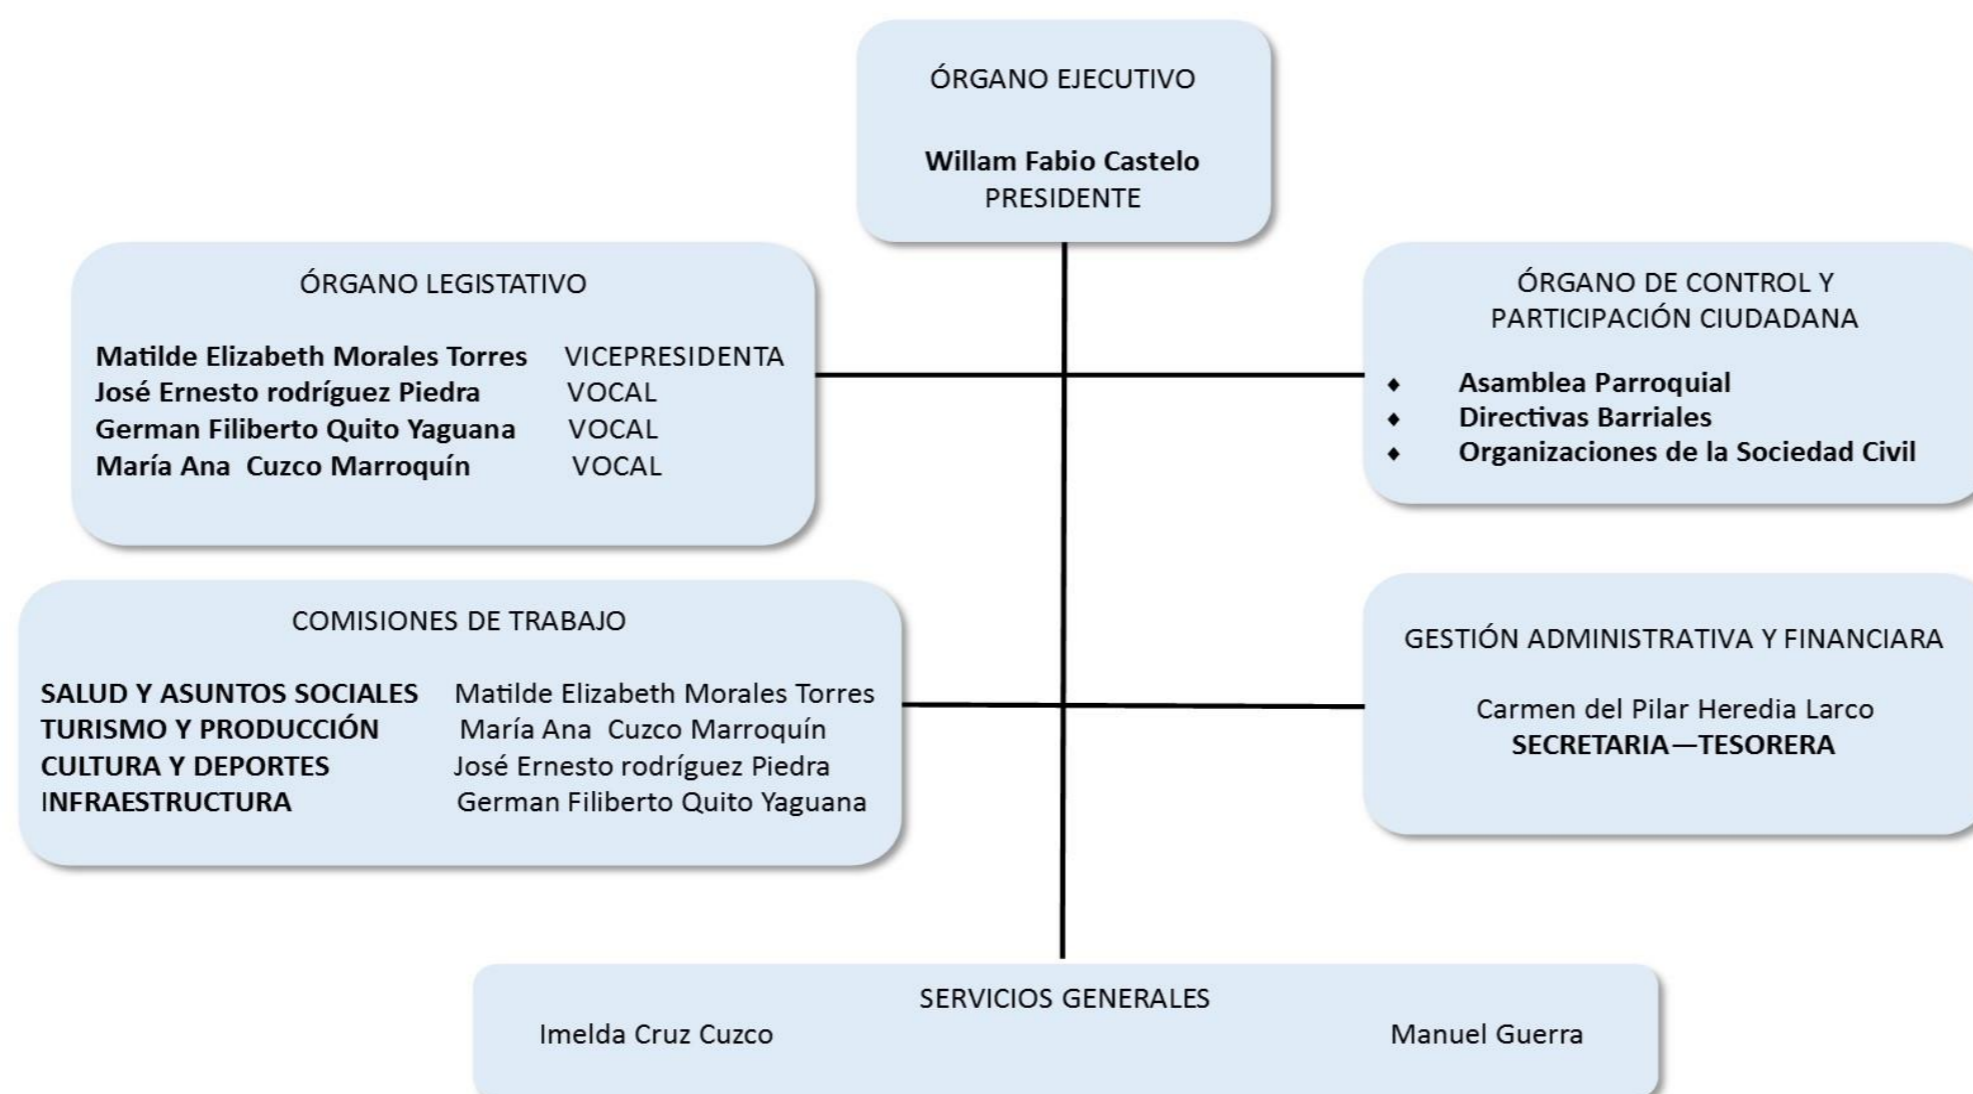 ÓRGANO EJECUTIVO
Willam Fabio Castelo
PRESIDENTE
ÓRGANO LEGISTATIVO
Matilde Elizabeth Morales Torres VICEPRESIDENTA
José Ernesto rodríguez Piedra VOCAL
German Filiberto Quito Yaguana VOCAL
María Ana Cuzco Marroquín VOCAL
ÓRGANO DE CONTROL Y
PARTICIPACIÓN CIUDADANA
♦ Asamblea Parroquial
♦ Directivas Barriales
♦ Organizaciones de la Sociedad Civil
COMISIONES DE TRABAJO
SALUD Y ASUNTOS SOCIALES Matilde Elizabeth Morales Torres
TURISMO Y PRODUCCIÓN María Ana Cuzco Marroquín
CULTURA Y DEPORTES José Ernesto rodríguez Piedra
INFRAESTRUCTURA German Filiberto Quito Yaguana
GESTIÓN ADMINISTRATIVA Y FINANCIARA
Carmen del Pilar Heredia Larco
SECRETARIA—TESORERA
SERVICIOS GENERALES
Imelda Cruz Cuzco Manuel Guerra